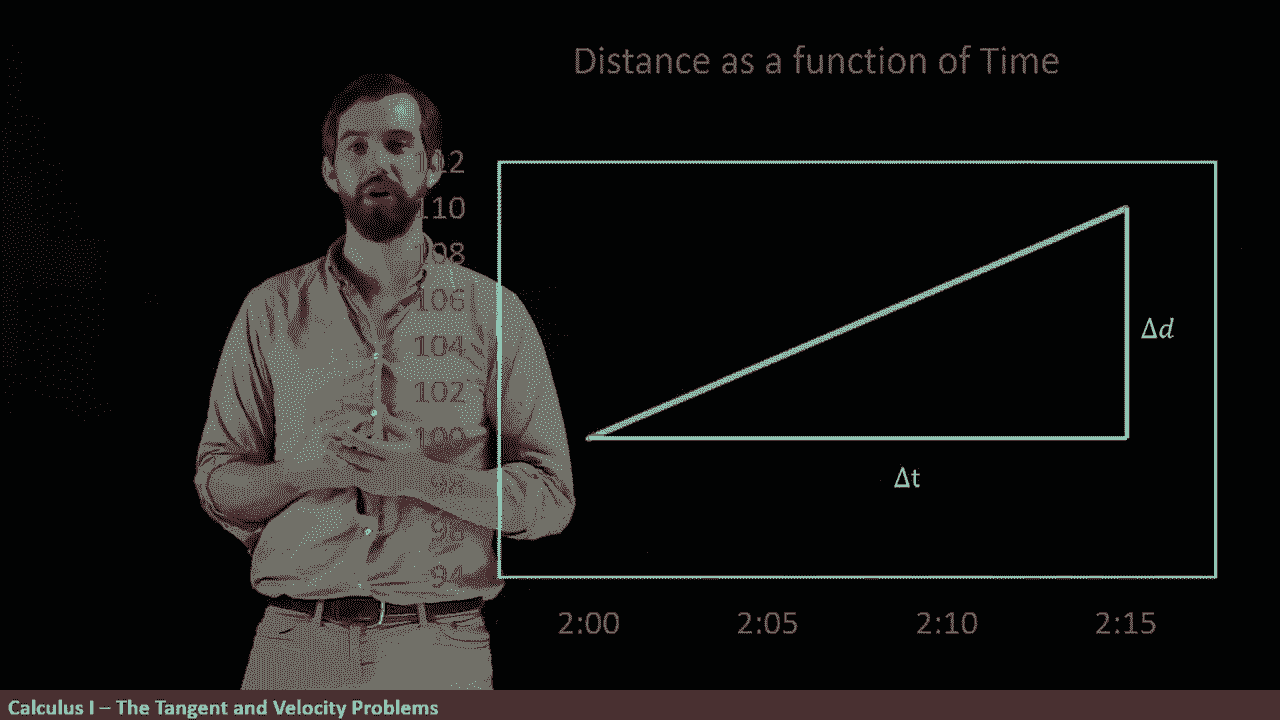 Distance as a function of Time
112
110
108
106
104
102
100
98
96
94
Δd
Δt
2:00 2:05 2:10 2:15
Calculus I – The Tangent and Velocity Problems